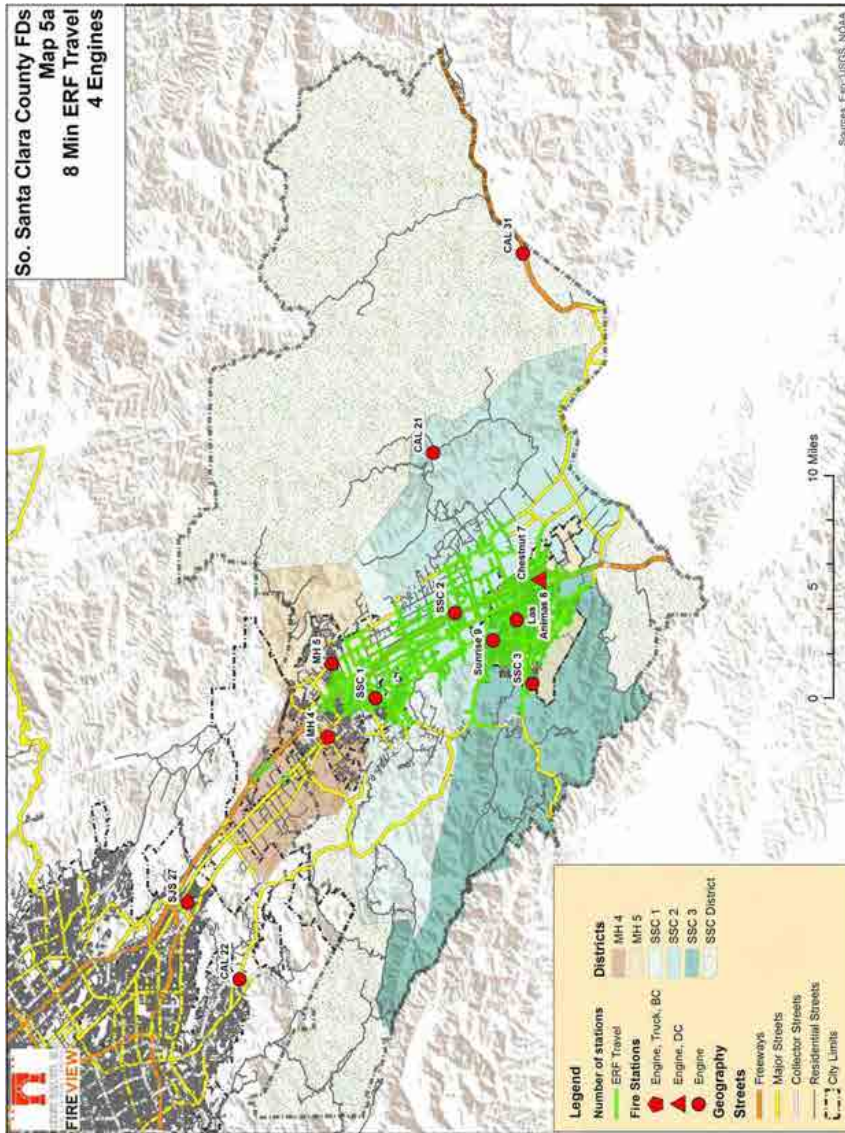 So. Santa Clara County FDs
Map 5a
8 Min ERF Travel
4 Engines
FIREVIEW
SJS 27
CAL 22
MH 4
MH 5
SSC 1
SSC 2
CAL 21
CAL 31
Sunrise 9
SSC 3
Las
Animas 8
Chestnut 7
0
5
10 Miles
Legend
Number of stations
ERF Travel
Fire Stations
Engine, Truck, BC
Engine, DC
Engine
Geography
Streets
Freeways
Major Streets
Collector Streets
Residential Streets
City Limits
Districts
MH 4
MH 5
SSC 1
SSC 2
SSC 3
SSC District
Sources: Esri, USGS, NOAA